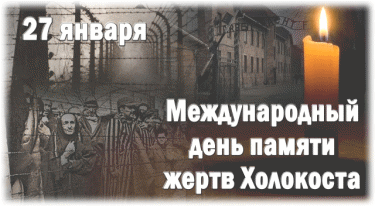 27 января
Международный
день памяти
жертв Холокоста